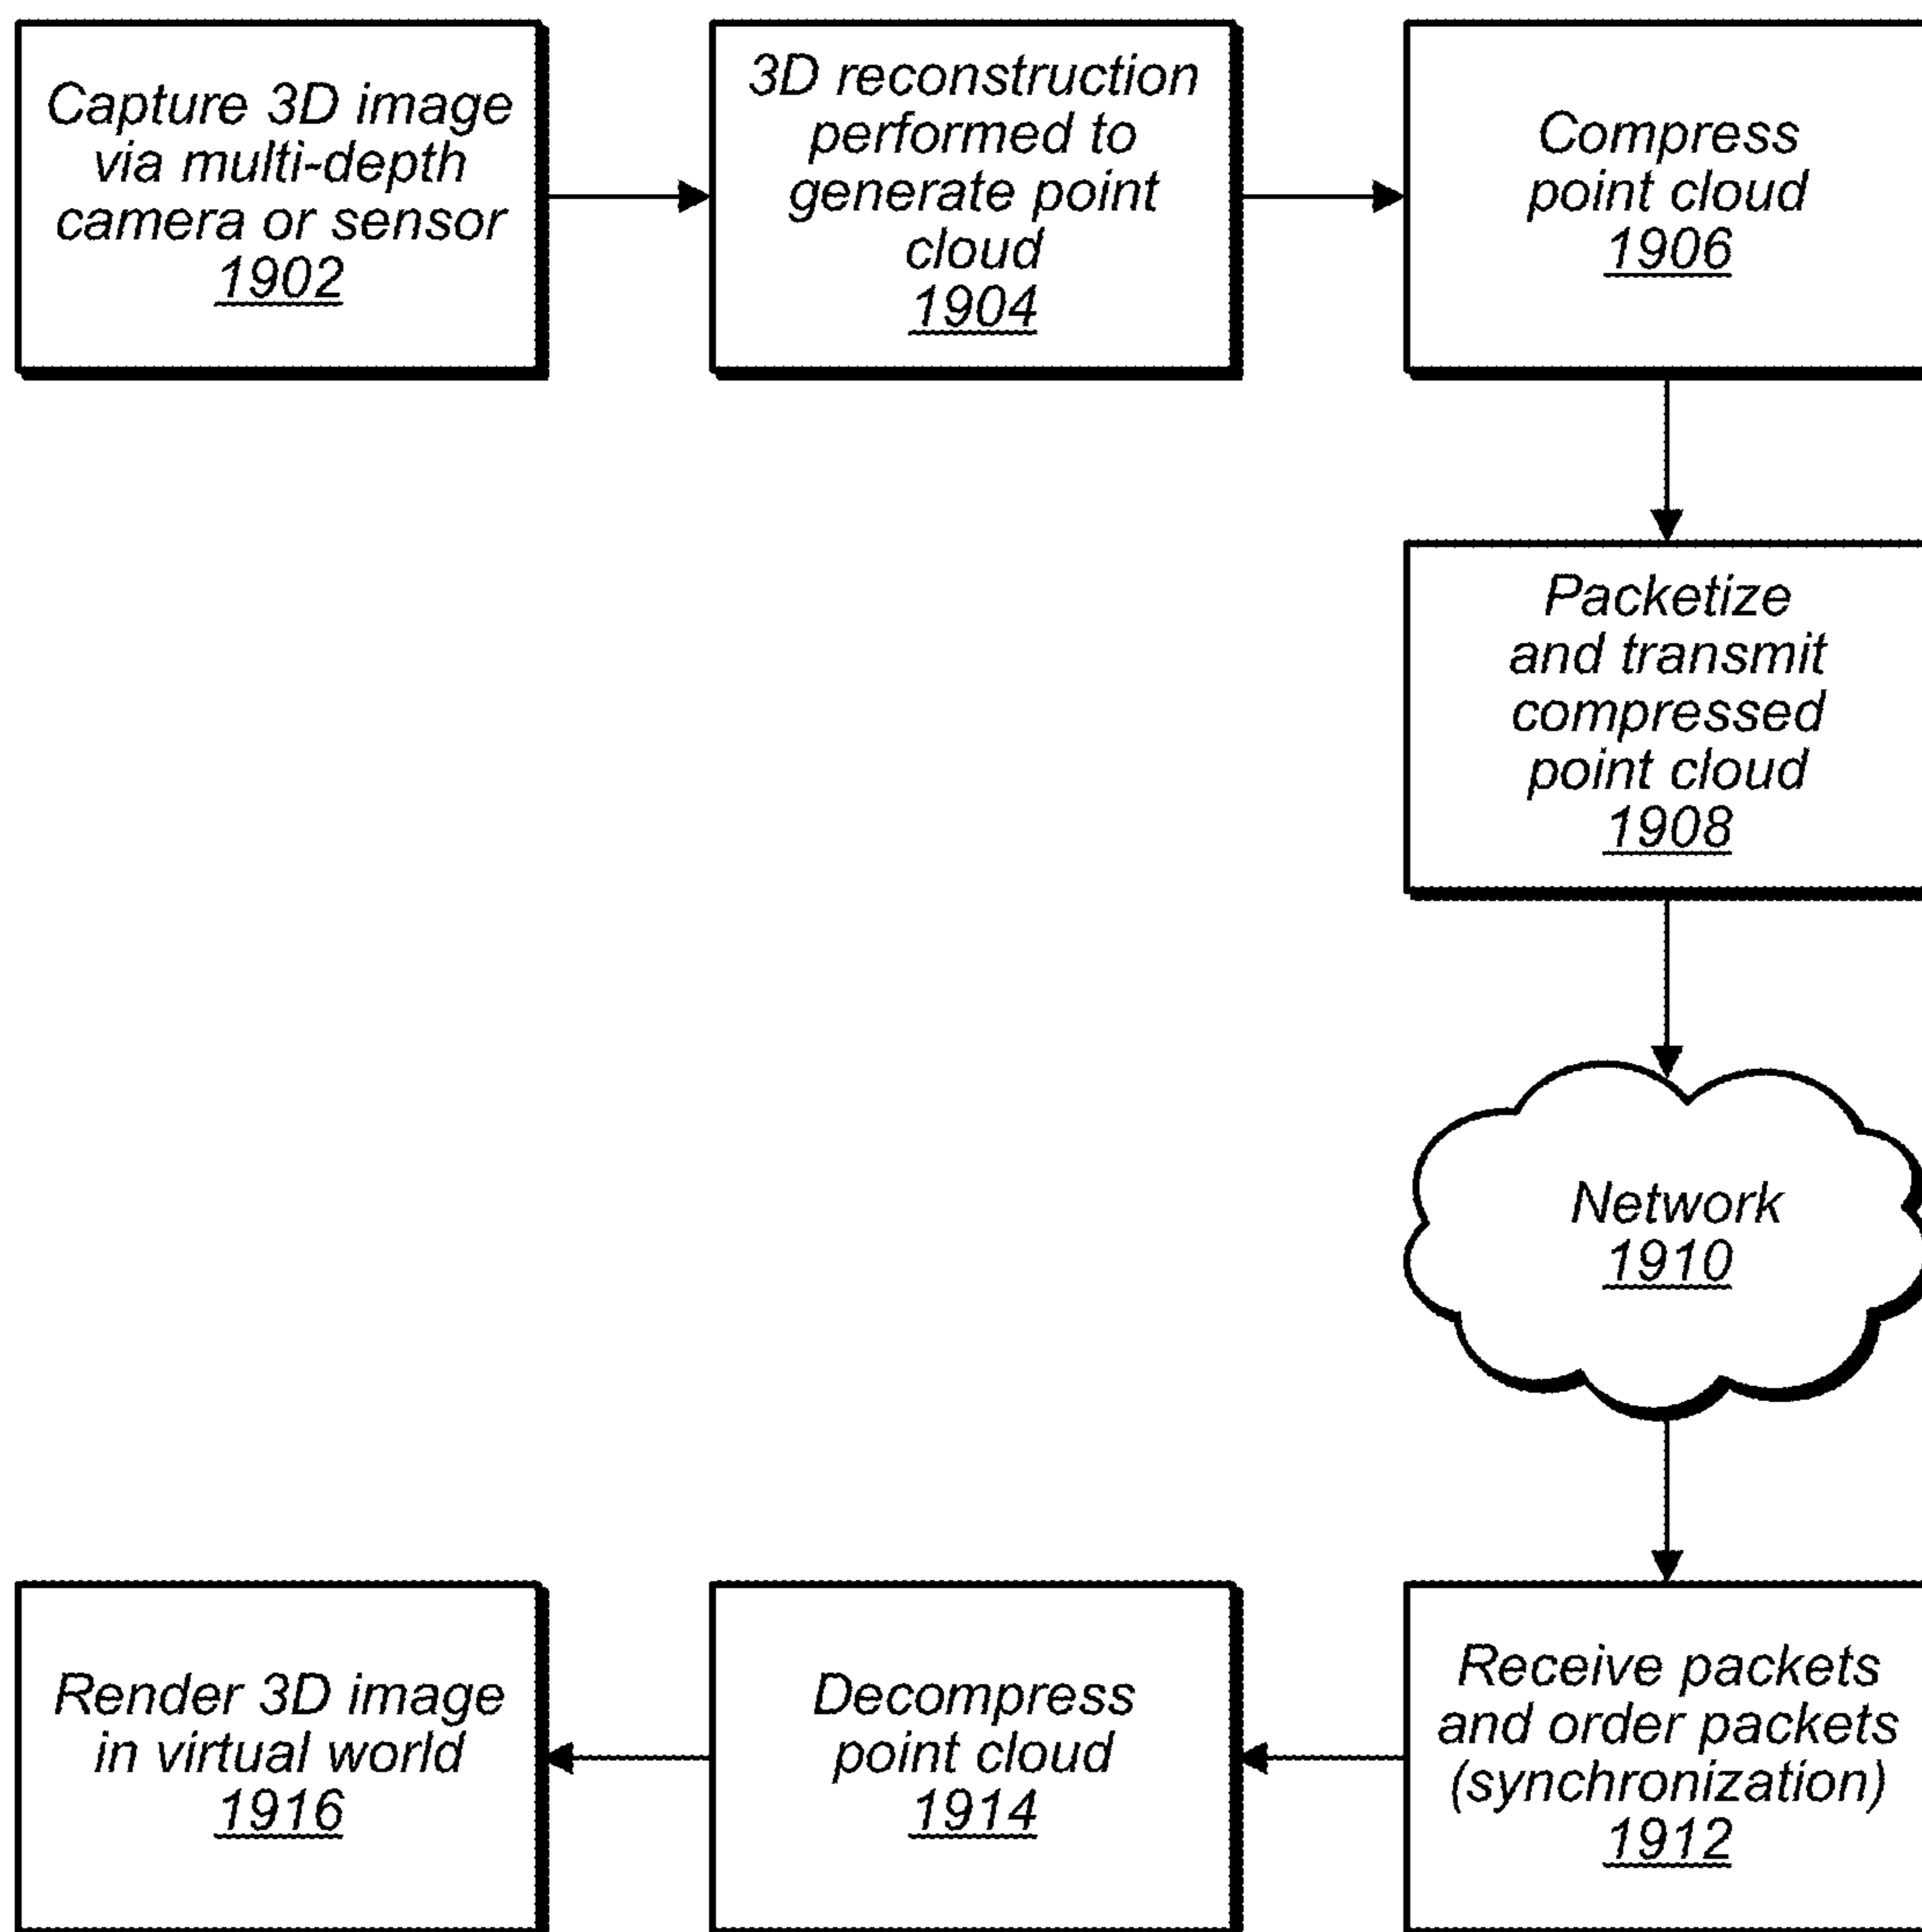 Capture 3D image
via multi-depth
camera or sensor
1902
3D reconstruction
performed to
generate point
cloud
1904
Compress
point cloud
1906
Packetize
and transmit
compressed
point cloud
1908
Network
1910
Receive packets
and order packets
(synchronization)
1912
Decompress
point cloud
1914
Render 3D image
in virtual world
1916